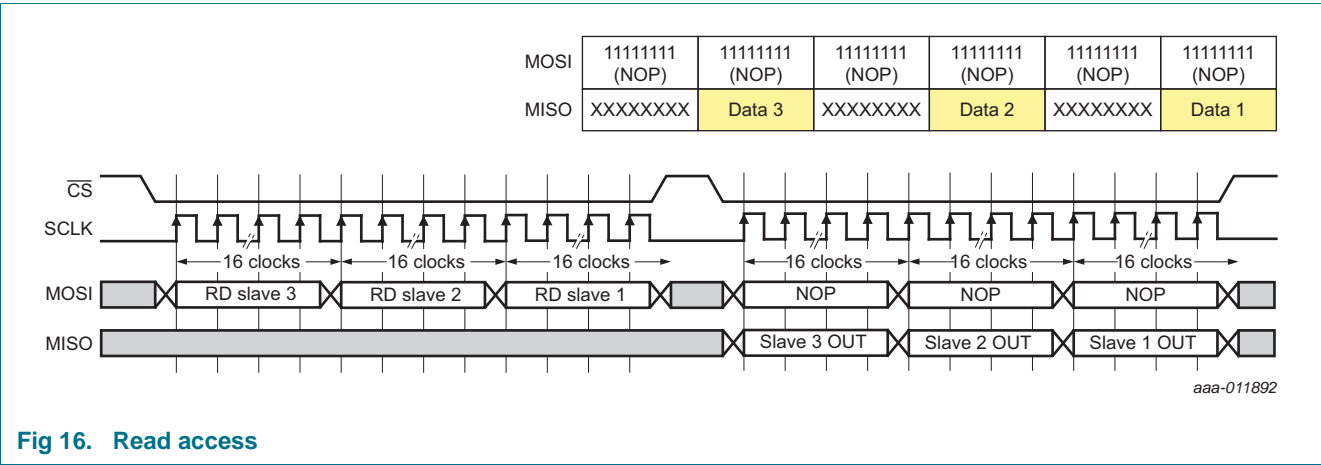 MOSI 11111111 11111111 11111111 11111111 11111111 11111111
(NOP) (NOP) (NOP) (NOP) (NOP) (NOP)
MISO XXXXXXXX Data 3 XXXXXXXX Data 2 XXXXXXXX Data 1
CS
SCLK
16 clocks 16 clocks 16 clocks 16 clocks 16 clocks 16 clocks
MOSI RD slave 3 RD slave 2 RD slave 1 NOP NOP NOP
MISO Slave 3 OUT Slave 2 OUT Slave 1 OUT
aaa-011892
Fig 16. Read access